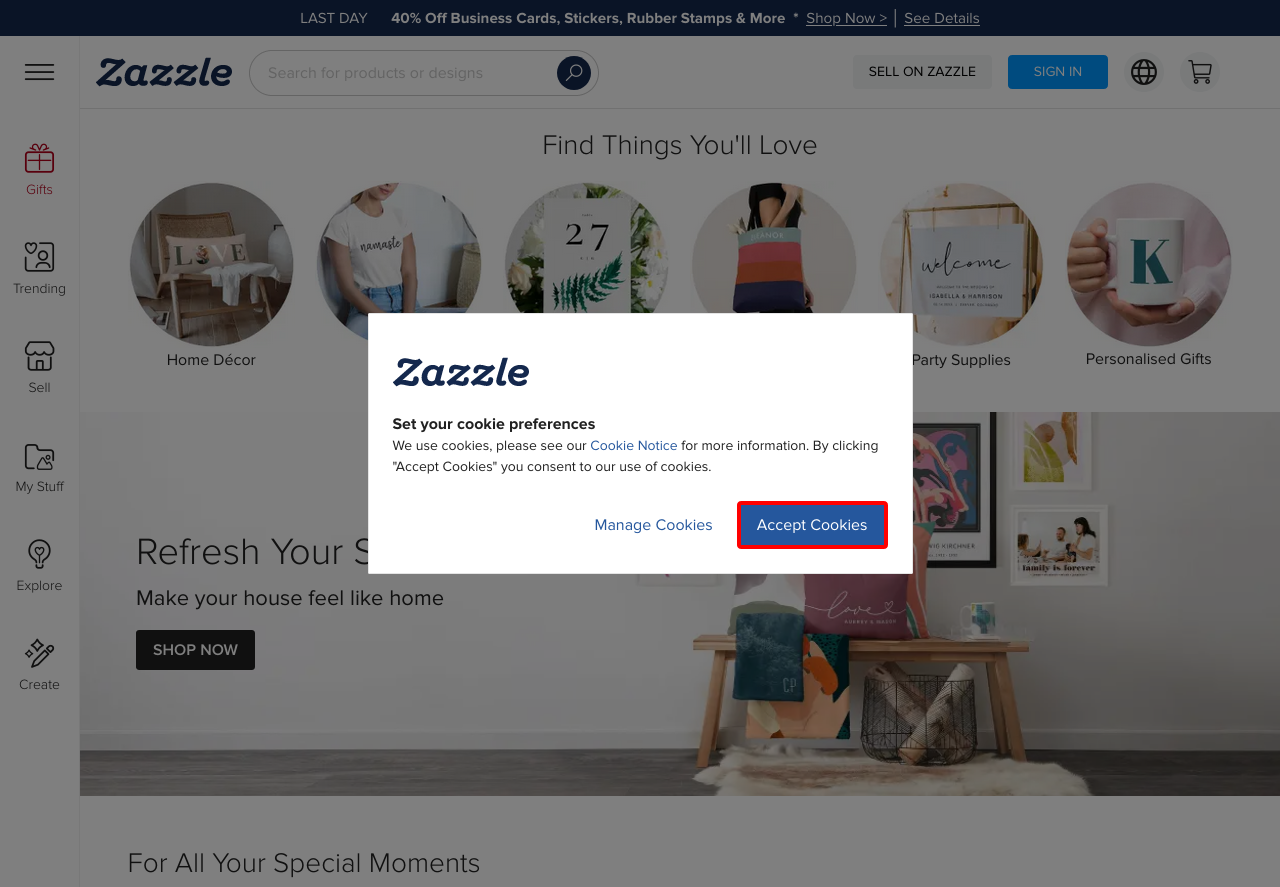 LAST DAY 40% Off Business Cards, Stickers, Rubber Stamps & More * Shop Now > | See Details
Zazzle
Search for products or designs
SELL ON ZAZZLE
SIGN IN
Gifts
Trending
Sell
My Stuff
Explore
Create
Find Things You'll Love
LOVE
namaste
27
welcome
ISABELLA & HARRISON
K
Home Décor
Party Supplies
Personalised Gifts
Zazzle
Set your cookie preferences
We use cookies, please see our Cookie Notice for more information. By clicking
"Accept Cookies" you consent to our use of cookies.
Manage Cookies
Accept Cookies
Refresh Your S
Make your house feel like home
SHOP NOW
family is forever
love
For All Your Special Moments